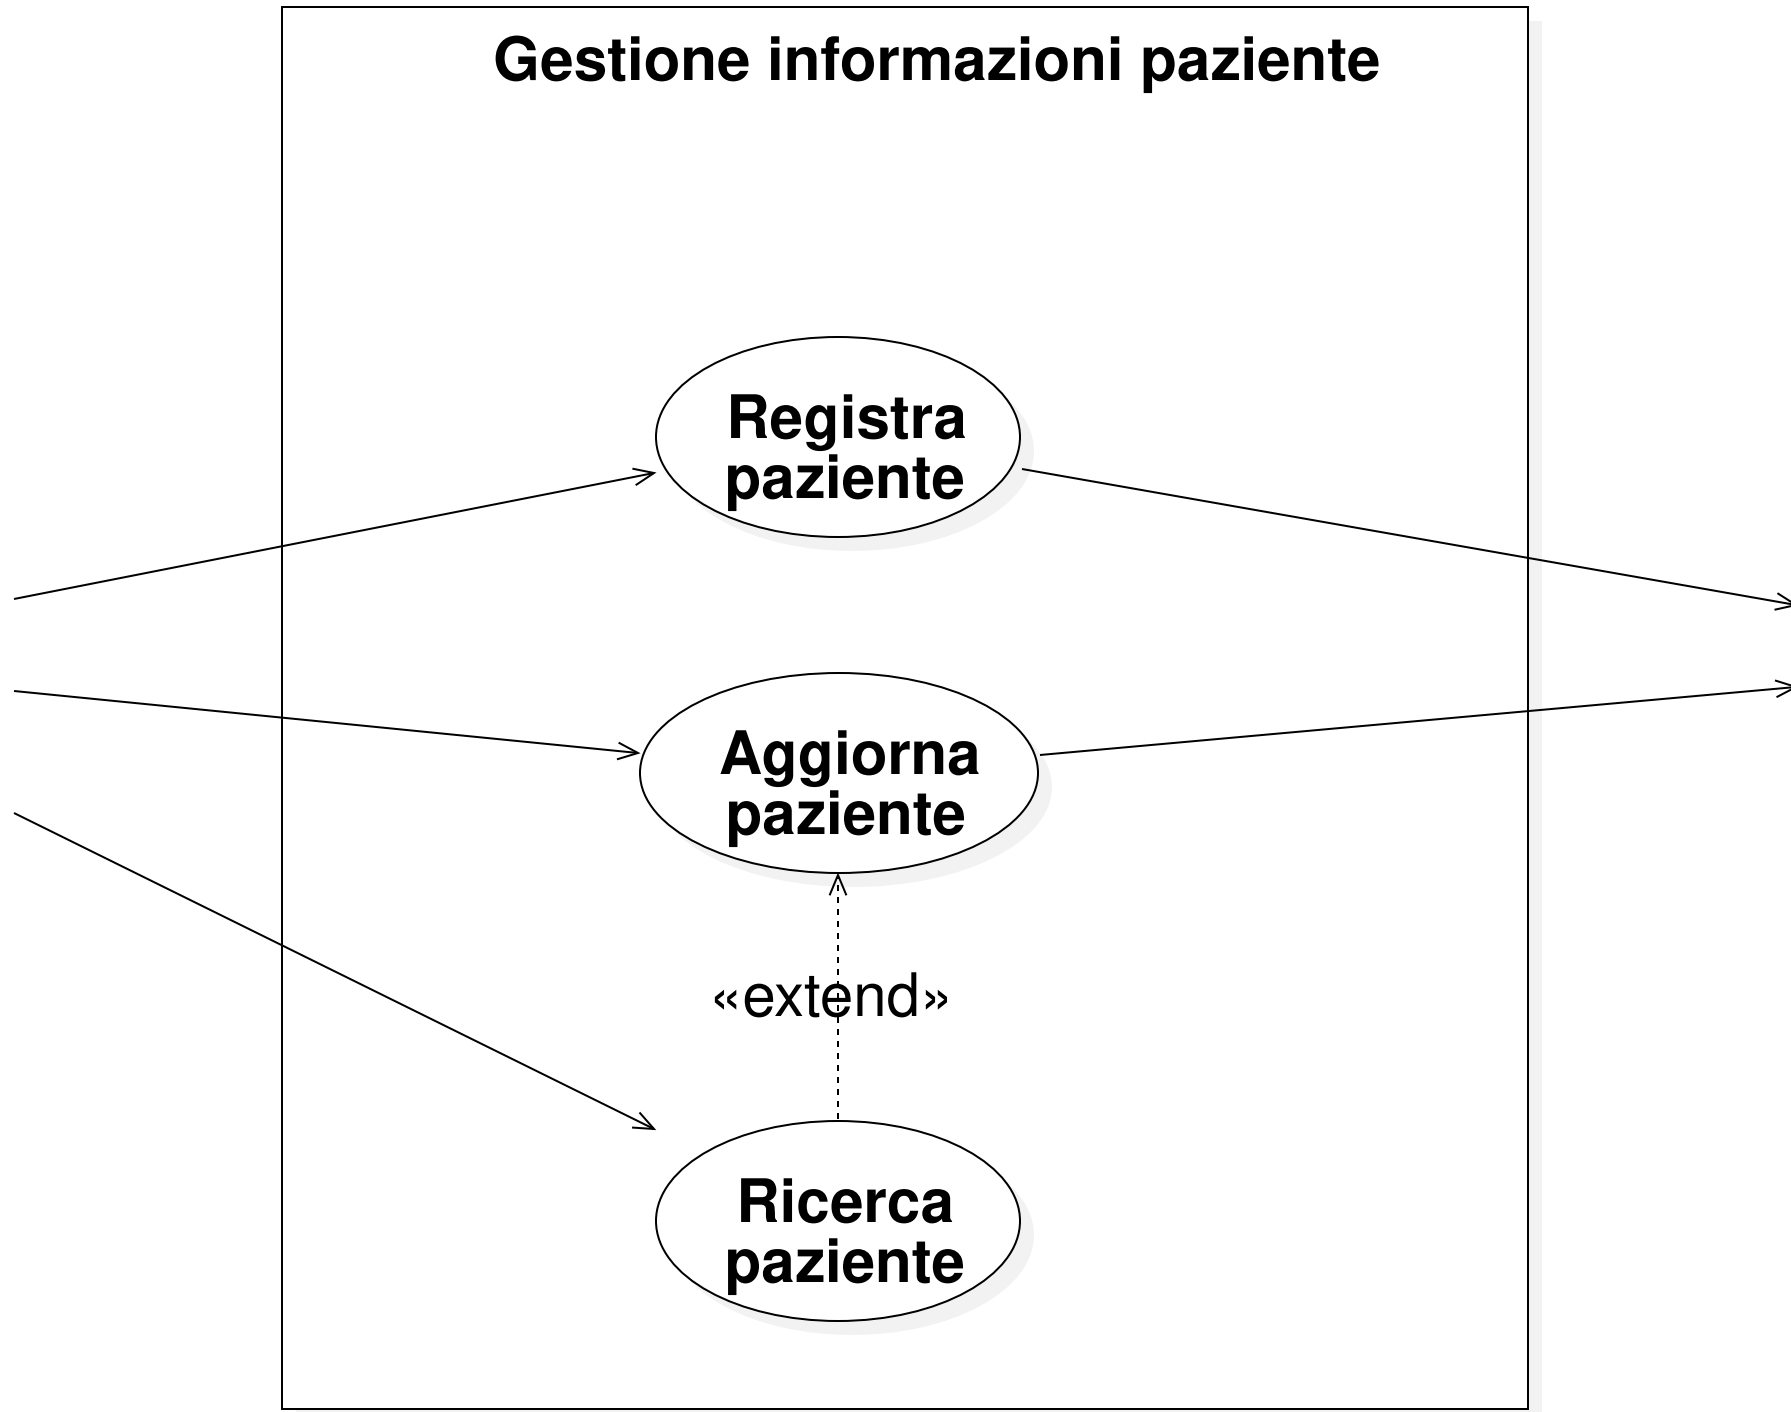 Gestione informazioni paziente
Registra
paziente
Aggiorna
paziente
«extend»
Ricerca
paziente